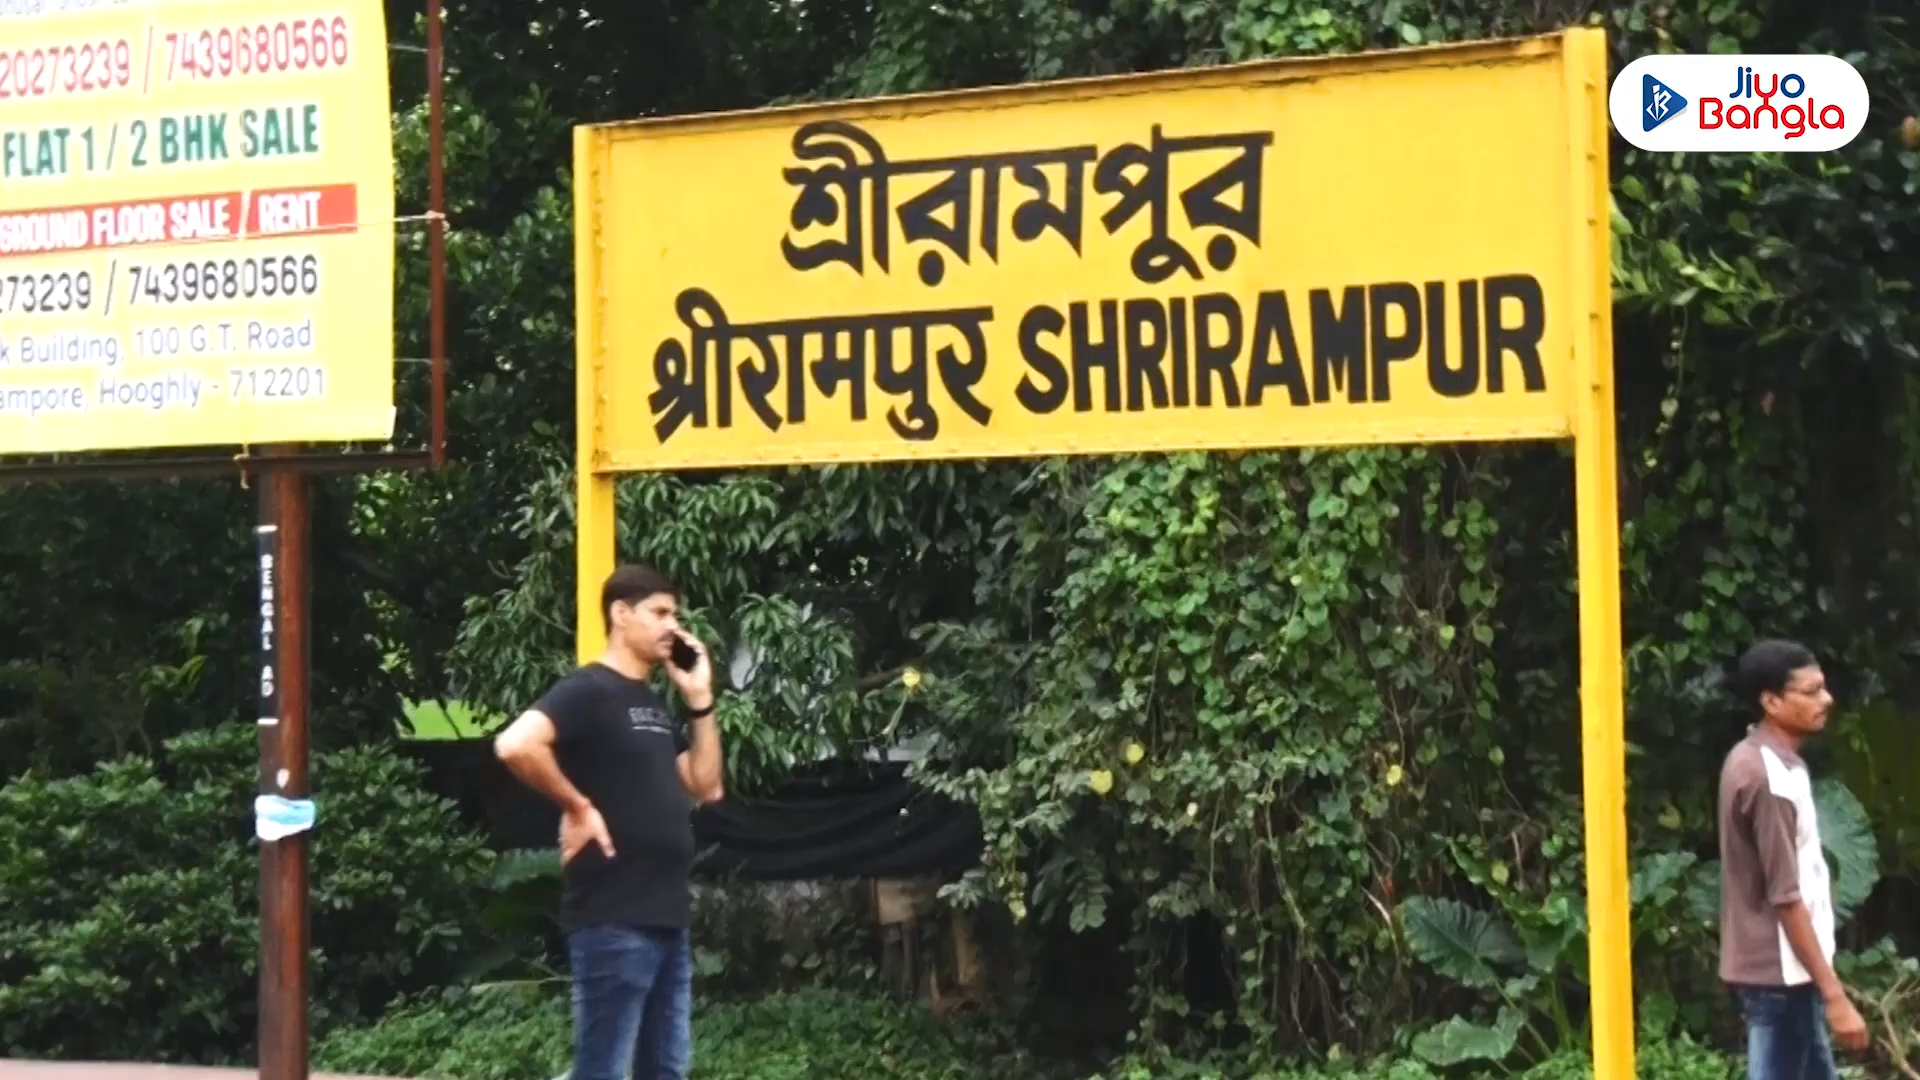 20273239 / 7439680566
FLAT 1 / 2 BHK SALE
GROUND FLOOR SALE / RENT
273239 / 7439680566
k Building, 100 G.T. Road
ampore, Hooghly - 712201
BENGAL AD
শ্রীরামপুর
श्रीरामपुर SHRIRAMPUR
Jiyo
Bangla